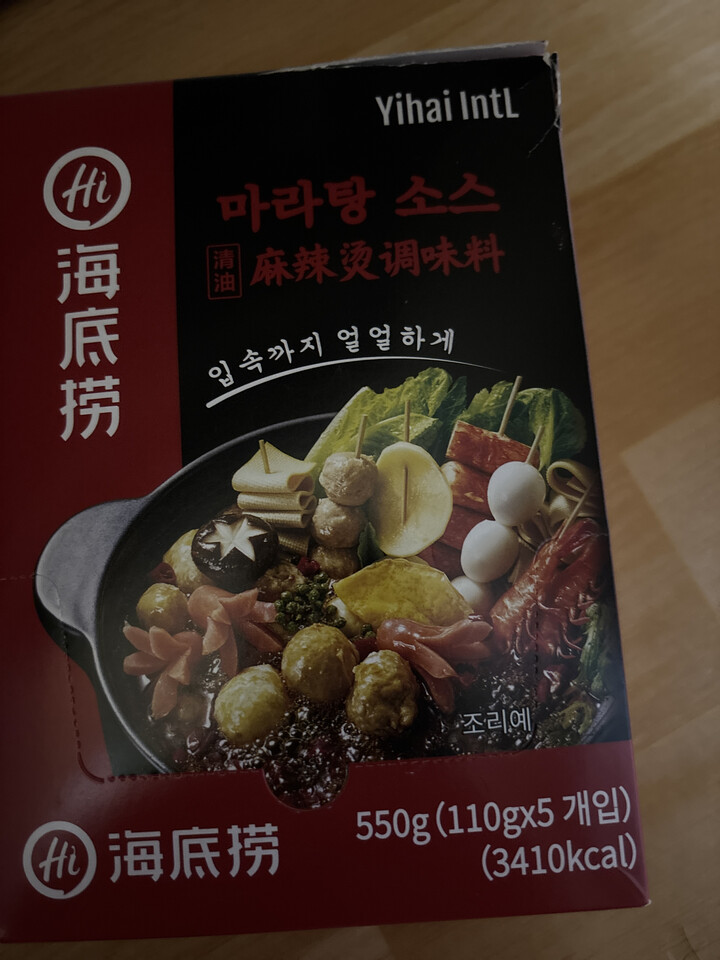 Yihai IntL
Hi
海底捞
마라탕 소스
清油
麻辣烫调味料
입속까지 얼얼하게
조리예
Hi 海底捞
550g(110gx5 개입)
(3410kcal)